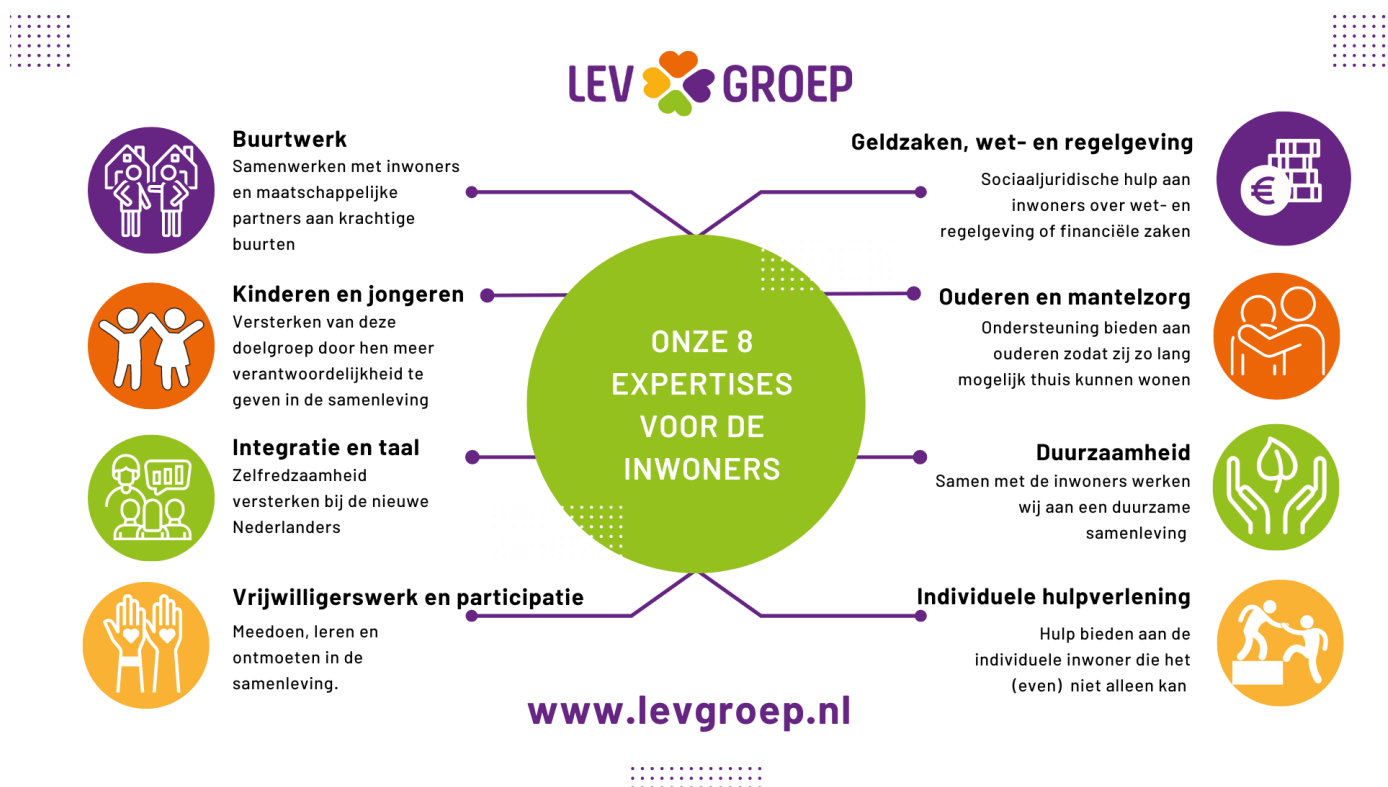 LEV GROEP
Buurtwerk
Samenwerken met inwoners
en maatschappelijke
partners aan krachtige
buurten
Kinderen en jongeren
Versterken van deze
doelgroep door hen meer
verantwoordelijkheid te
geven in de samenleving
Integratie en taal
Zelfredzaamheid
versterken bij de nieuwe
Nederlanders
Vrijwilligerswerk en participatie
Meedoen, leren en
ontmoeten in de
samenleving.
ONZE 8
EXPERTISES
VOOR DE
INWONERS
Geldzaken, wet- en regelgeving
Sociaaljuridische hulp aan
inwoners over wet- en
regelgeving of financiële zaken
Ouderen en mantelzorg
Ondersteuning bieden aan
ouderen zodat zij zo lang
mogelijk thuis kunnen wonen
Duurzaamheid
Samen met de inwoners werken
wij aan een duurzame
samenleving
Individuele hulpverlening
Hulp bieden aan de
individuele inwoner die het
(even) niet alleen kan
www.levgroep.nl